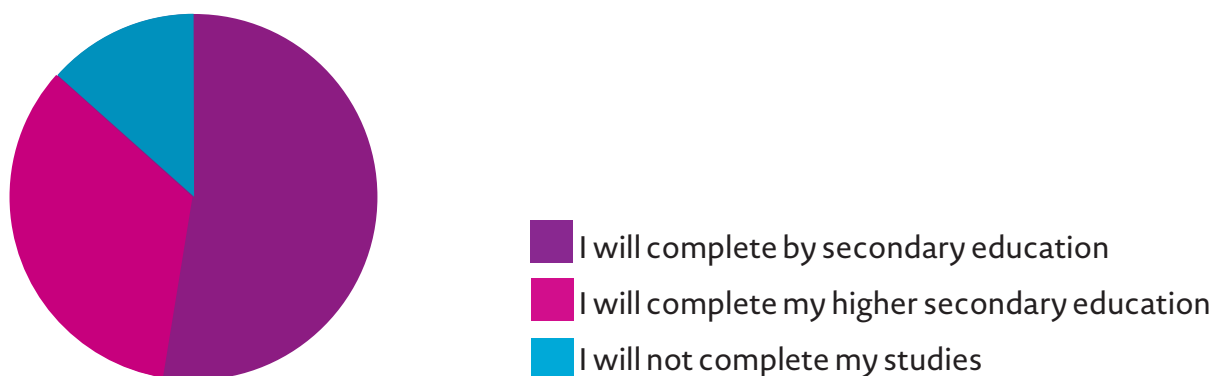 I will complete by secondary education
I will complete my higher secondary education
I will not complete my studies